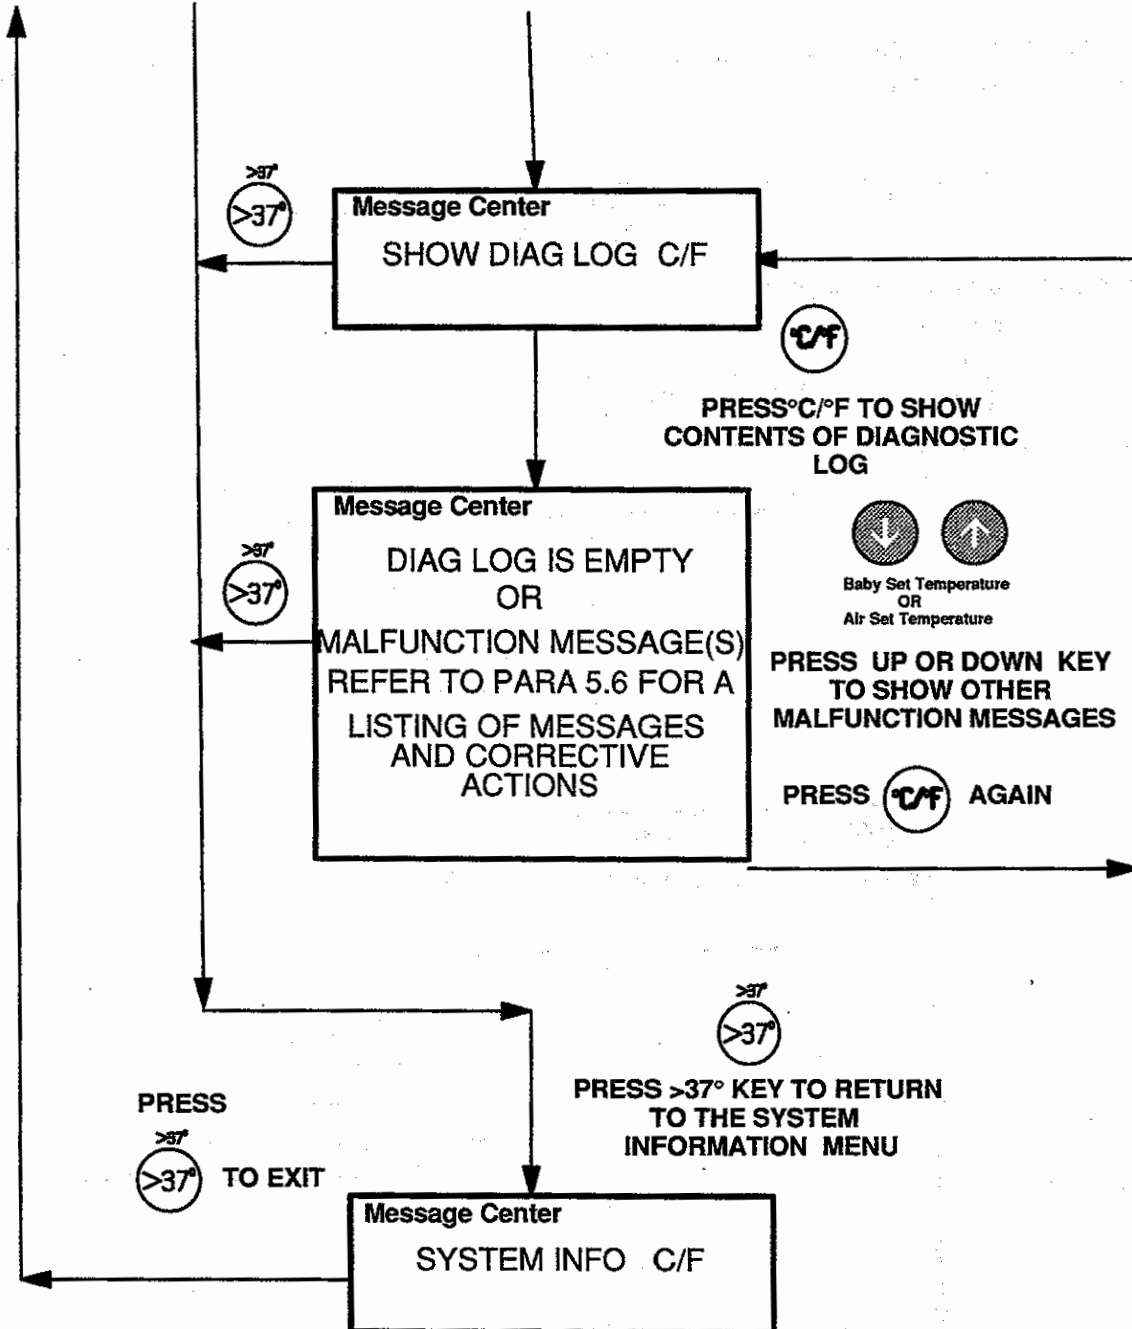 >37°
>37°
Message Center
SHOW DIAG LOG C/F
°C/°F
PRESS°C/°F TO SHOW
CONTENTS OF DIAGNOSTIC
LOG
Message Center
DIAG LOG IS EMPTY
OR
MALFUNCTION MESSAGE(S)
REFER TO PARA 5.6 FOR A
LISTING OF MESSAGES
AND CORRECTIVE
ACTIONS
>37°
>37°
Baby Set Temperature
OR
Air Set Temperature
PRESS UP OR DOWN KEY
TO SHOW OTHER
MALFUNCTION MESSAGES
PRESS °C/°F AGAIN
>37°
>37°
PRESS >37° KEY TO RETURN
TO THE SYSTEM
INFORMATION MENU
PRESS
>37°
>37° TO EXIT
Message Center
SYSTEM INFO C/F